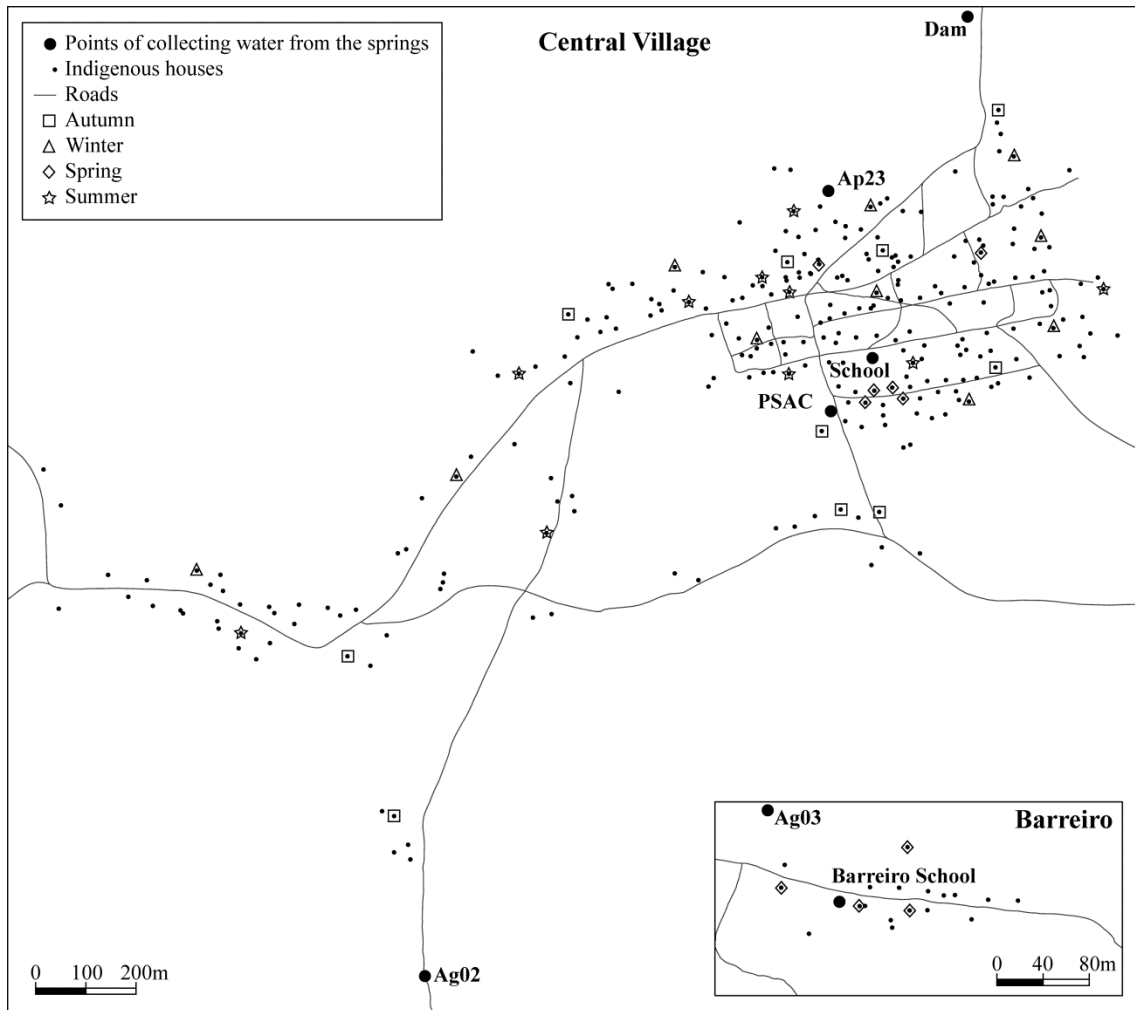 Central Village
Dam
Points of collecting water from the springs
Indigenous houses
Roads
Autumn
Winter
Spring
Summer
Ap23
School
PSAC
Ag03
Barreiro
Barreiro School
0 40 80m
0 100 200m
Ag02